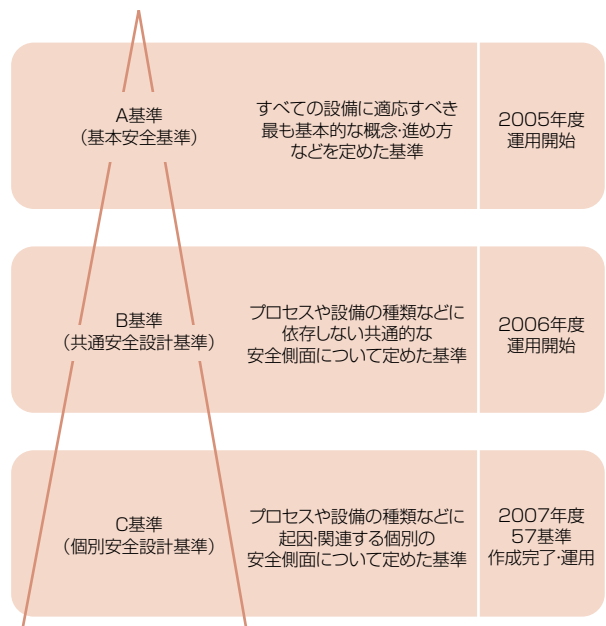 A基準
(基本安全基準)
すべての設備に適応すべき
最も基本的な概念・進め方
などを定めた基準
2005年度
運用開始
B基準
(共通安全設計基準)
プロセスや設備の種類などに
依存しない共通的な
安全側面について定めた基準
2006年度
運用開始
C基準
(個別安全設計基準)
プロセスや設備の種類などに
起因・関連する個別の
安全側面について定めた基準
2007年度
57基準
作成完了・運用